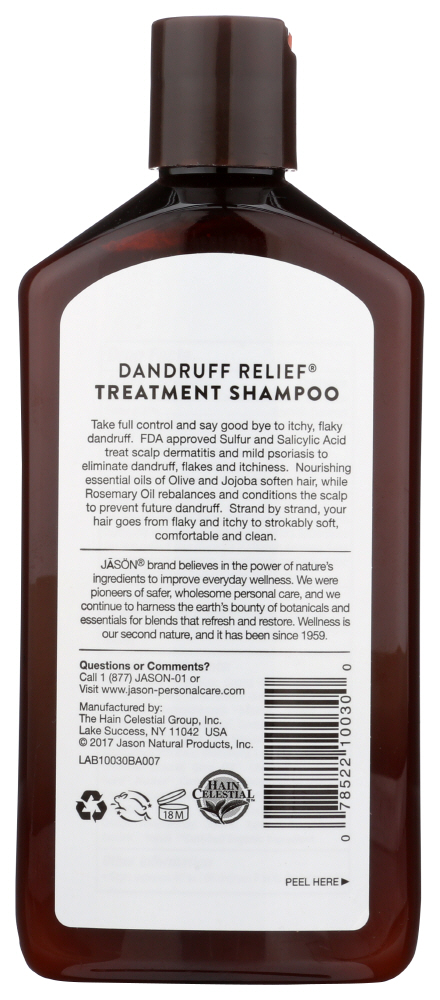 DANDRUFF RELIEF®
TREATMENT SHAMPOO
Take full control and say good bye to itchy, flaky
dandruff. FDA approved Sulfur and Salicylic Acid
treat scalp dermatitis and mild psoriasis to
eliminate dandruff, flakes and itchiness. Nourishing
essential oils of Olive and Jojoba soften hair, while
Rosemary Oil rebalances and conditions the scalp
to prevent future dandruff. Strand by strand, your
hair goes from flaky and itchy to strokably soft,
comfortable and clean.
JĀSÖN® brand believes in the power of nature's
ingredients to improve everyday wellness. We were
pioneers of safer, wholesome personal care, and we
continue to harness the earth's bounty of botanicals and
essentials for blends that refresh and restore. Wellness is
our second nature, and it has been since 1959.
Questions or Comments?
Call 1 (877) JASON-01 or
Visit www.jason-personalcare.com
Manufactured by:
The Hain Celestial Group, Inc.
Lake Success, NY 11042 USA
© 2017 Jason Natural Products, Inc.
LAB10030BA007
18M
HAIN
CELESTIAL™
0 78522 10030 0
PEEL HERE ▶